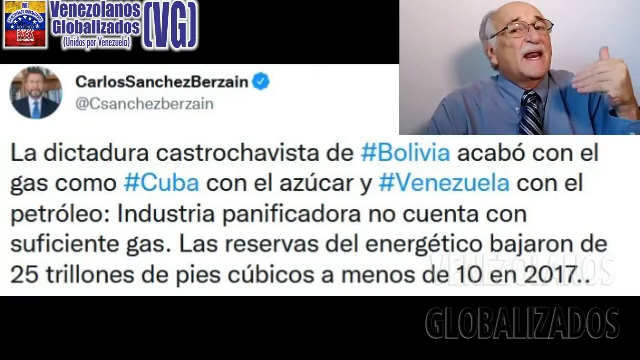 Venezolanos
Globalizados
(Unidos por Venezuela)
(VG)
CarlosSanchezBerzain
@Csanchezberzain
La dictadura castrochavista de #Bolivia acabó con el
gas como #Cuba con el azúcar y #Venezuela con el
petróleo: Industria panificadora no cuenta con
suficiente gas. Las reservas del energético bajaron de
25 trillones de pies cúbicos a menos de 10 en 2017..
VENEZOLANOS
GLOBALIZADOS